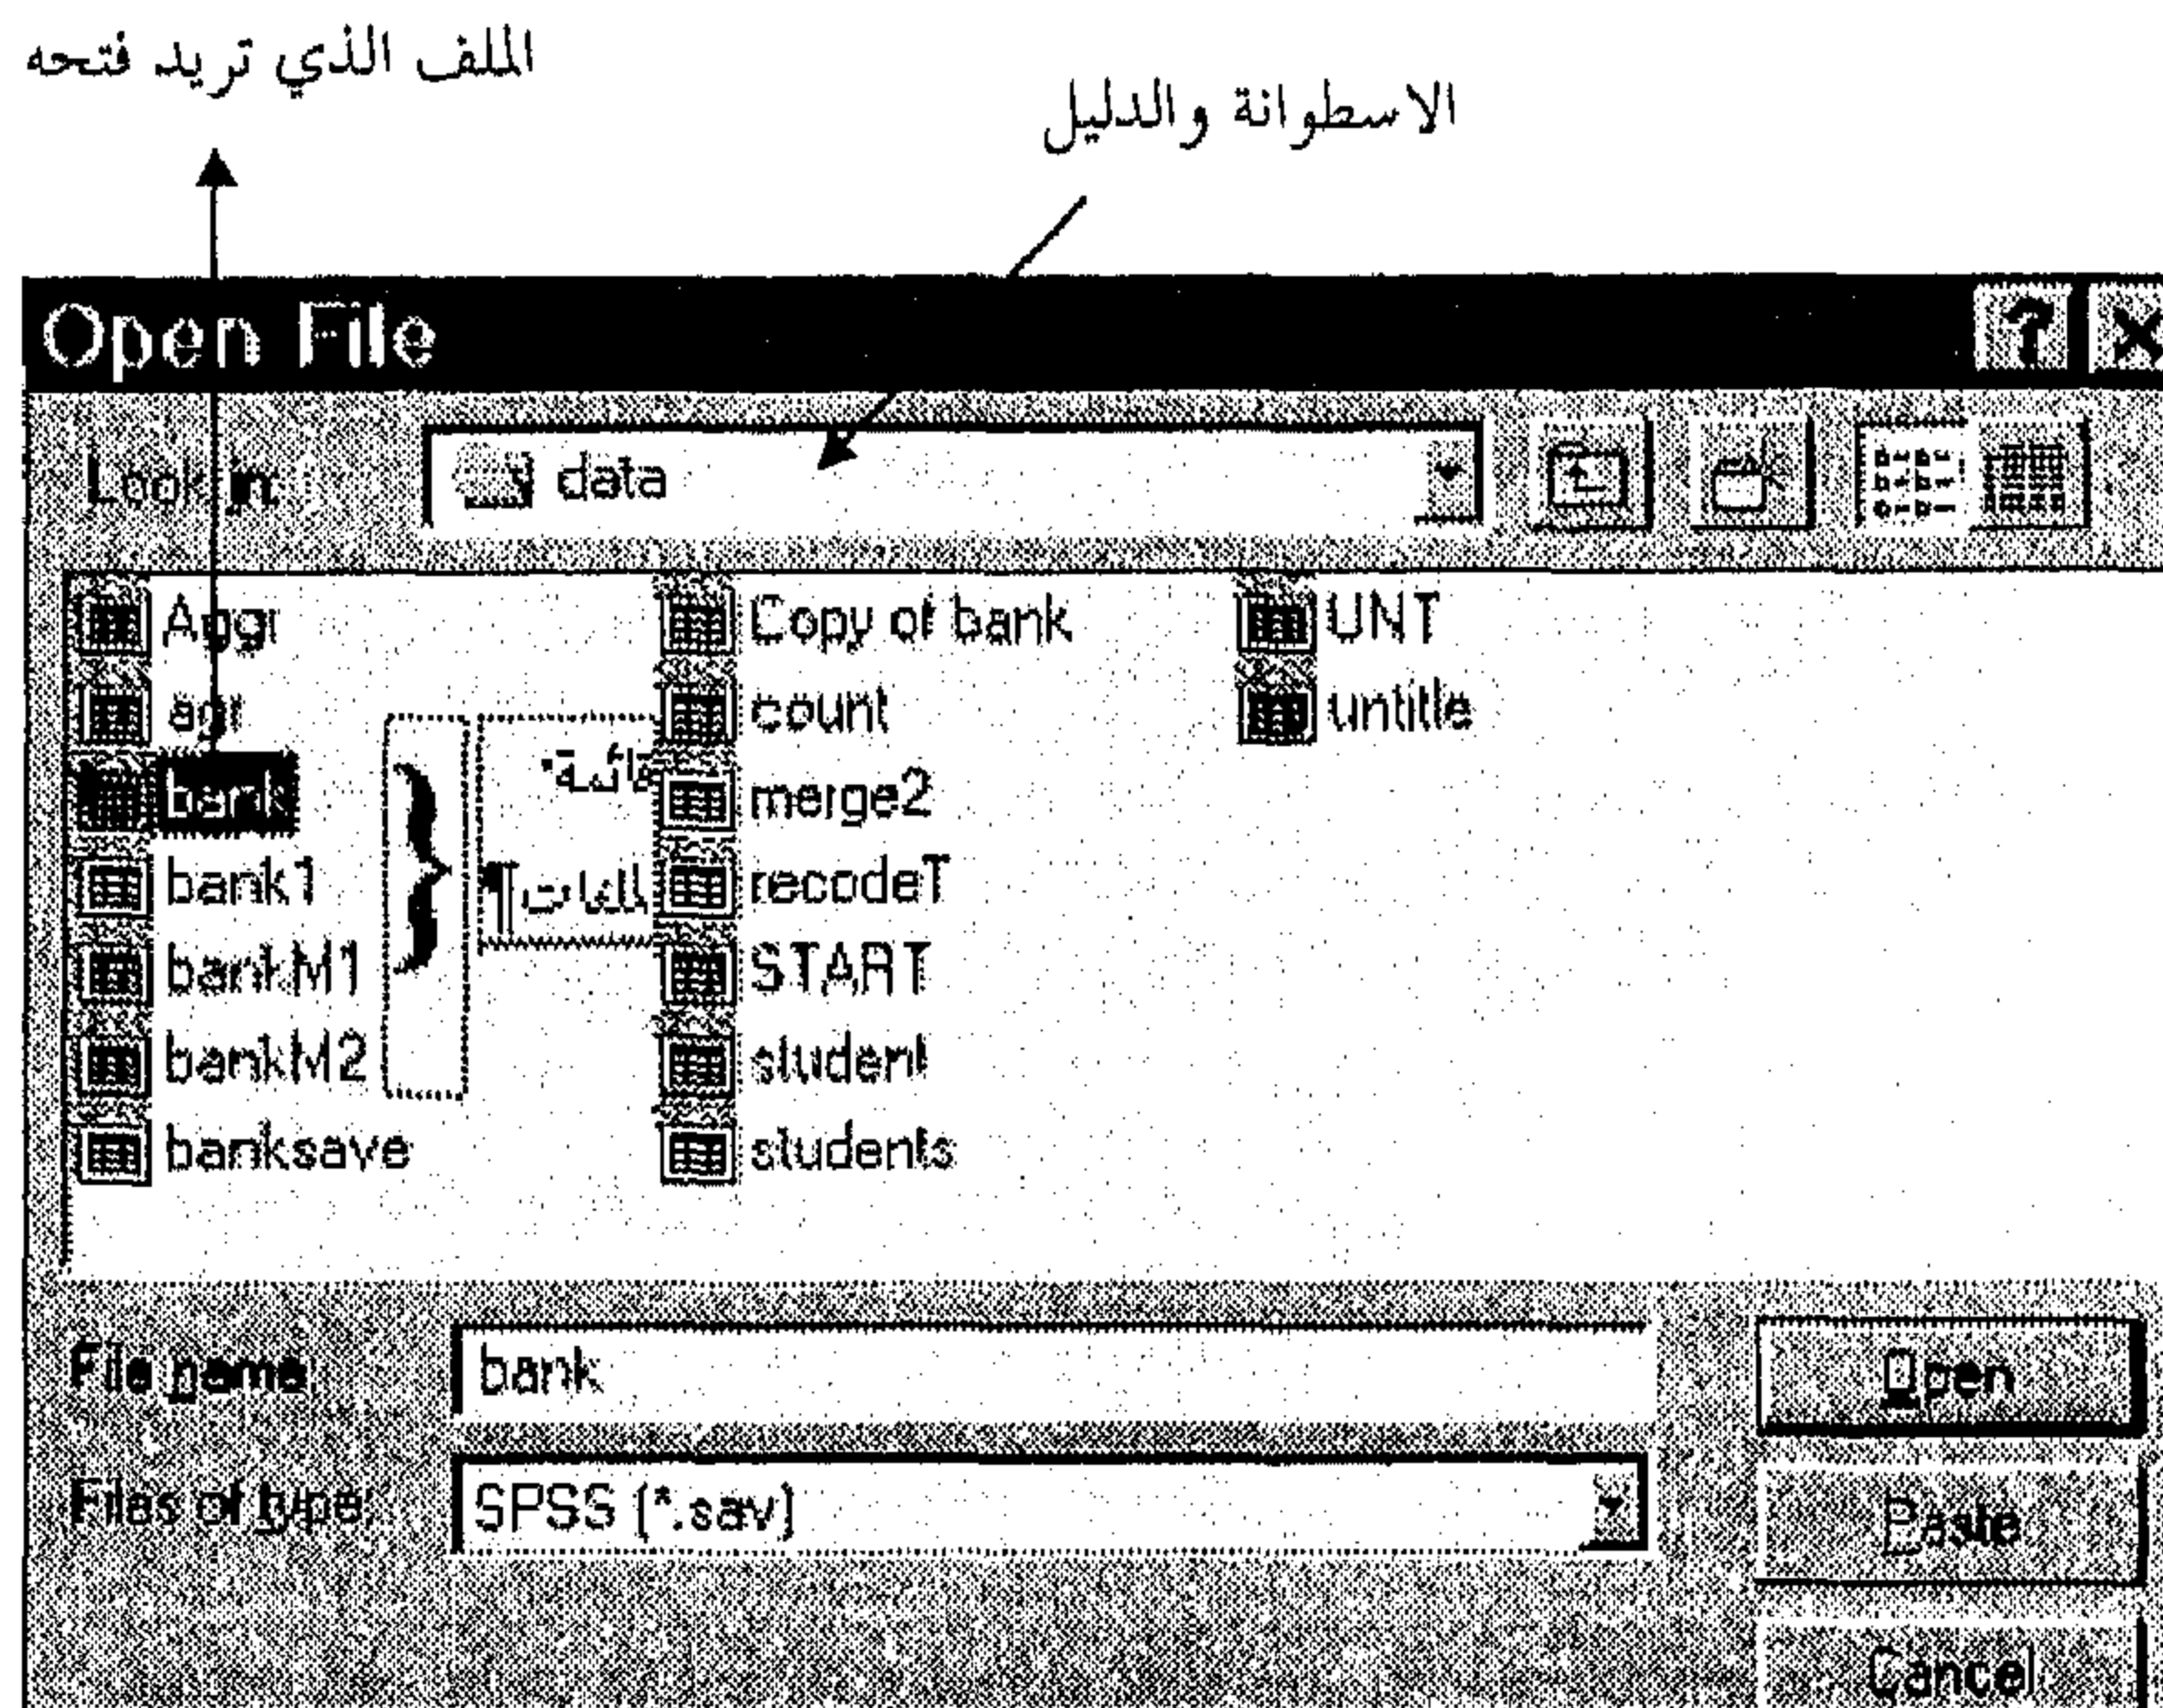 الملف الذي تريد فتحه
الاسطوانة والدليل
Open File
Look in:
data
Aggr
agr
bank
bank1
bankM1
bankM2
banksave
قائمة
الملفات¶
Copy of bank
count
merge2
recodeT
START
student
students
UNT
untitle
File name:
bank
Open
Files of type:
SPSS (*.sav)
Paste
Cancel